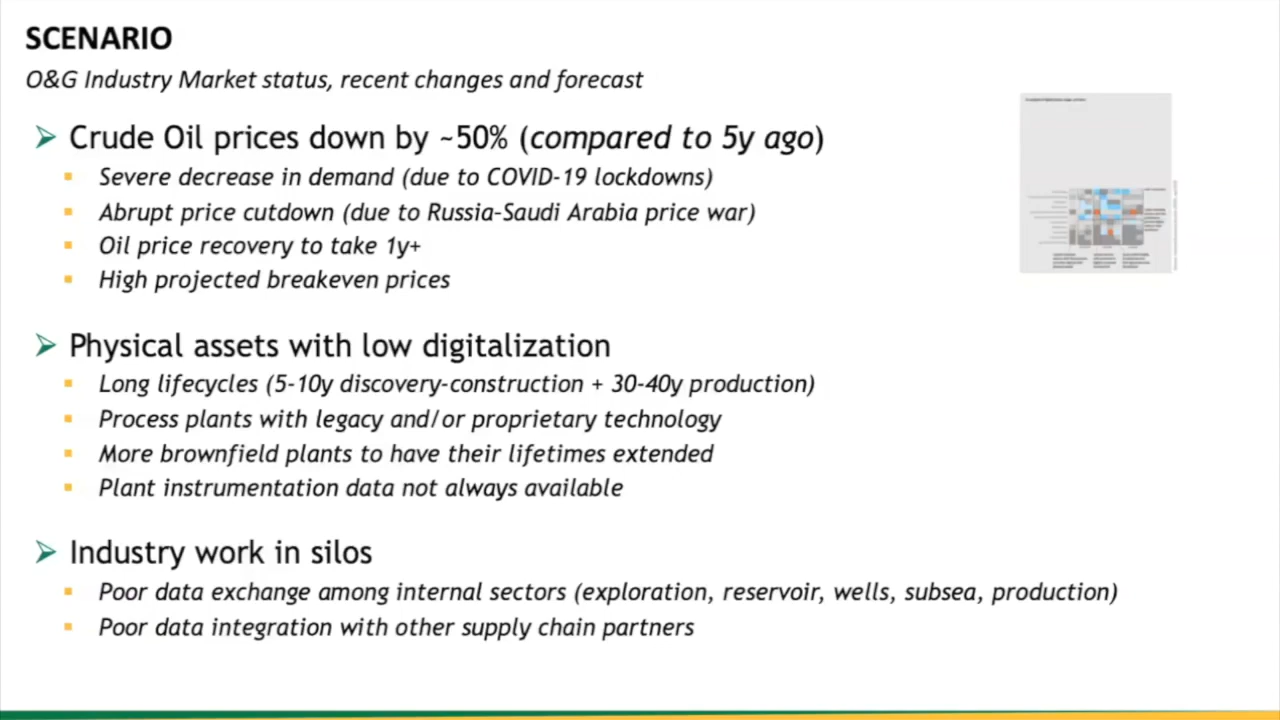 SCENARIO
O&G Industry Market status, recent changes and forecast
Crude Oil prices down by ~50% (compared to 5y ago)
Severe decrease in demand (due to COVID-19 lockdowns)
Abrupt price cutdown (due to Russia-Saudi Arabia price war)
Oil price recovery to take 1y+
High projected breakeven prices
Physical assets with low digitalization
Long lifecycles (5-10y discovery-construction + 30-40y production)
Process plants with legacy and/or proprietary technology
More brownfield plants to have their lifetimes extended
Plant instrumentation data not always available
Industry work in silos
Poor data exchange among internal sectors (exploration, reservoir, wells, subsea, production)
Poor data integration with other supply chain partners